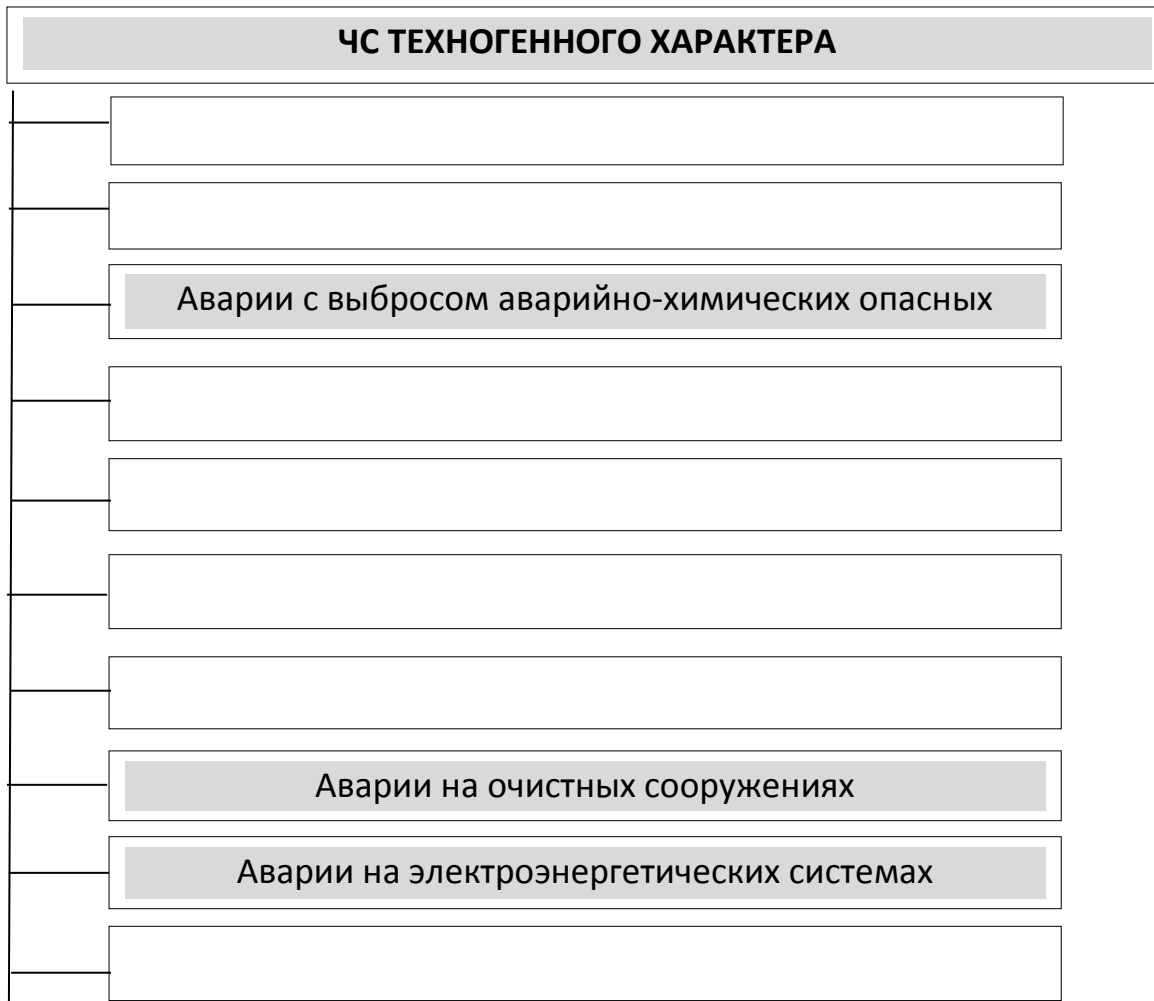 ЧС ТЕХНОГЕННОГО ХАРАКТЕРА
Аварии с выбросом аварийно-химических опасных
Аварии на очистных сооружениях
Аварии на электроэнергетических системах